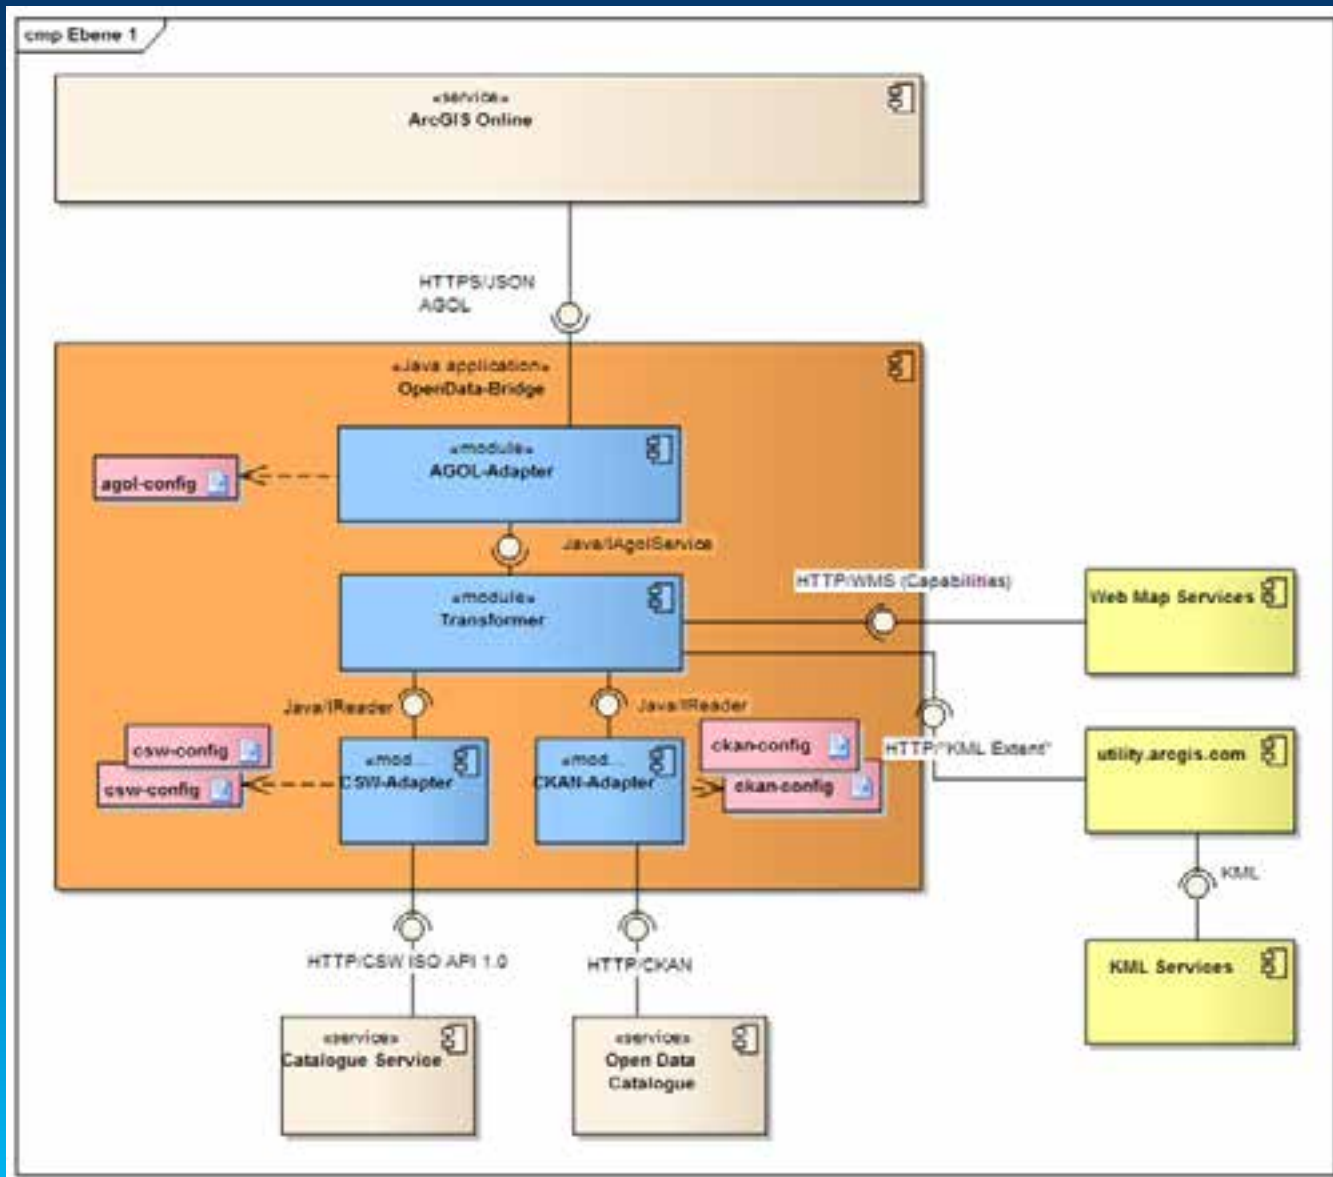 cmp Ebene 1
«service»
ArcGIS Online
HTTPS/JSON
AGOL
«Java application»
OpenData-Bridge
«module»
AGOL-Adapter
agol-config
Java/IAgolService
«module»
Transformer
HTTP/WMS (Capabilities)
Web Map Services
Java/IReader
Java/IReader
csw-config
csw-config
«mod...
CSW-Adapter
«mod...
CKAN-Adapter
ckan-config
ckan-config
HTTP/"KML Extent"
utility.arcgis.com
KML
HTTP/CSW ISO API 1.0
HTTP/CKAN
KML Services
«service»
Catalogue Service
«service»
Open Data
Catalogue